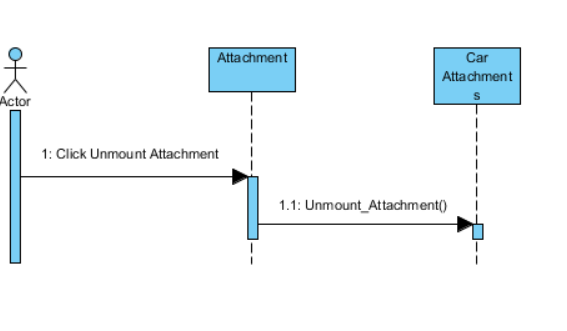 Attachment
Car
Attachment
s
Actor
1: Click Unmount Attachment
1.1: Unmount_Attachment()